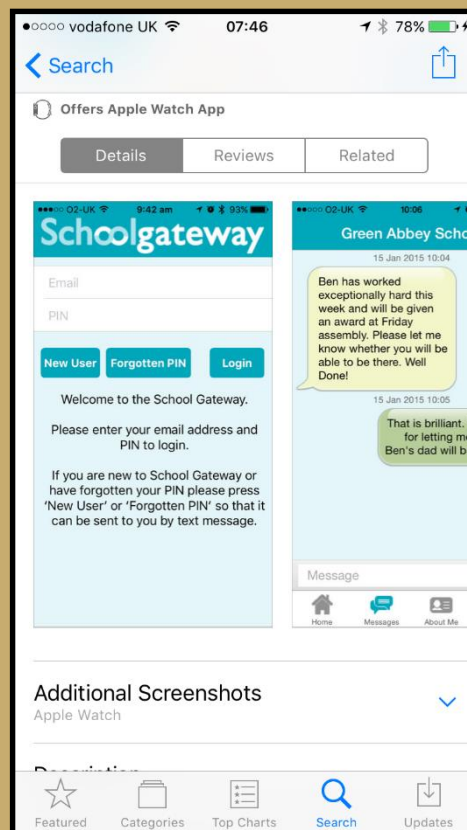 vodafone UK 07:46 78%
Search
Offers Apple Watch App
Details Reviews Related
O2-UK 9:42 am 93%
Schoolgateway
Email
PIN
New User Forgotten PIN Login
Welcome to the School Gateway.
Please enter your email address and
PIN to login.
If you are new to School Gateway or
have forgotten your PIN please press
'New User' or 'Forgotten PIN' so that it
can be sent to you by text message.
O2-UK 10:06
Green Abbey Scho
15 Jan 2015 10:04
Ben has worked
exceptionally hard this
week and will be given
an award at Friday
assembly. Please let me
know whether you will be
able to be there. Well
Done!
15 Jan 2015 10:05
That is brilliant.
for letting m
Ben's dad will b
Message
Home Messages About Me
Additional Screenshots
Apple Watch
Featured Categories Top Charts Search Updates